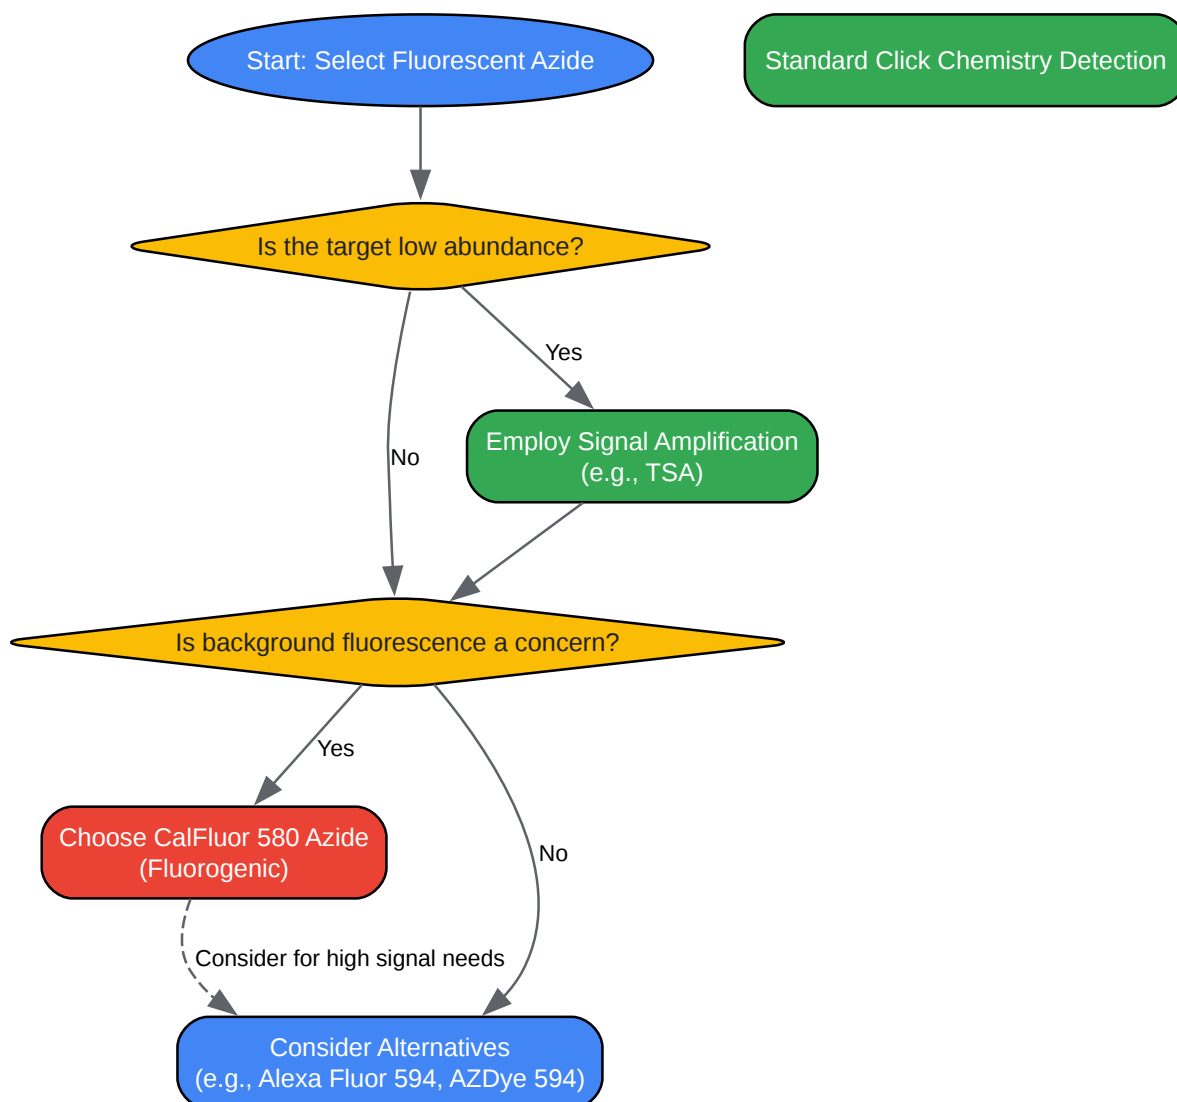 Start: Select Fluorescent Azide
Standard Click Chemistry Detection
Is the target low abundance?
Yes
No
Employ Signal Amplification
(e.g., TSA)
Is background fluorescence a concern?
Yes
No
Choose CalFluor 580 Azide
(Fluorogenic)
Consider for high signal needs
Consider Alternatives
(e.g., Alexa Fluor 594, AZDye 594)